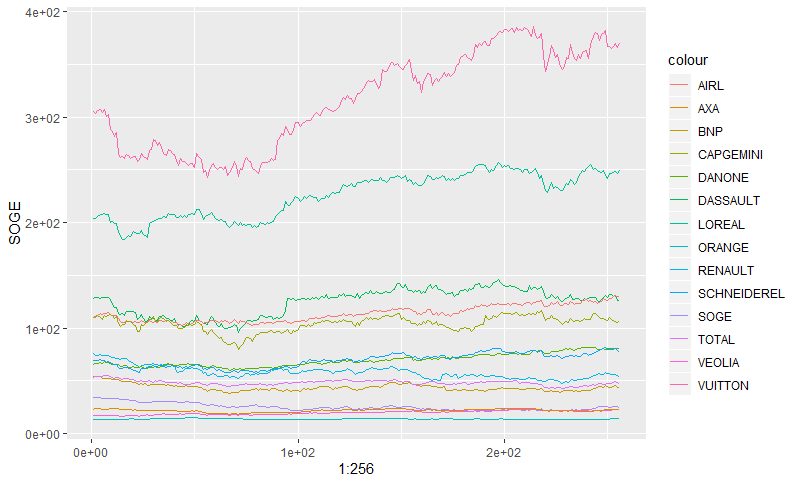 4e+02
3e+02
2e+02
1e+02
0e+00
SOGE
0e+00
1e+02
2e+02
1:256
colour
AIRL
AXA
BNP
CAPGEMINI
DANONE
DASSAULT
LOREAL
ORANGE
RENAULT
SCHNEIDEREL
SOGE
TOTAL
VEOLIA
VUITTON